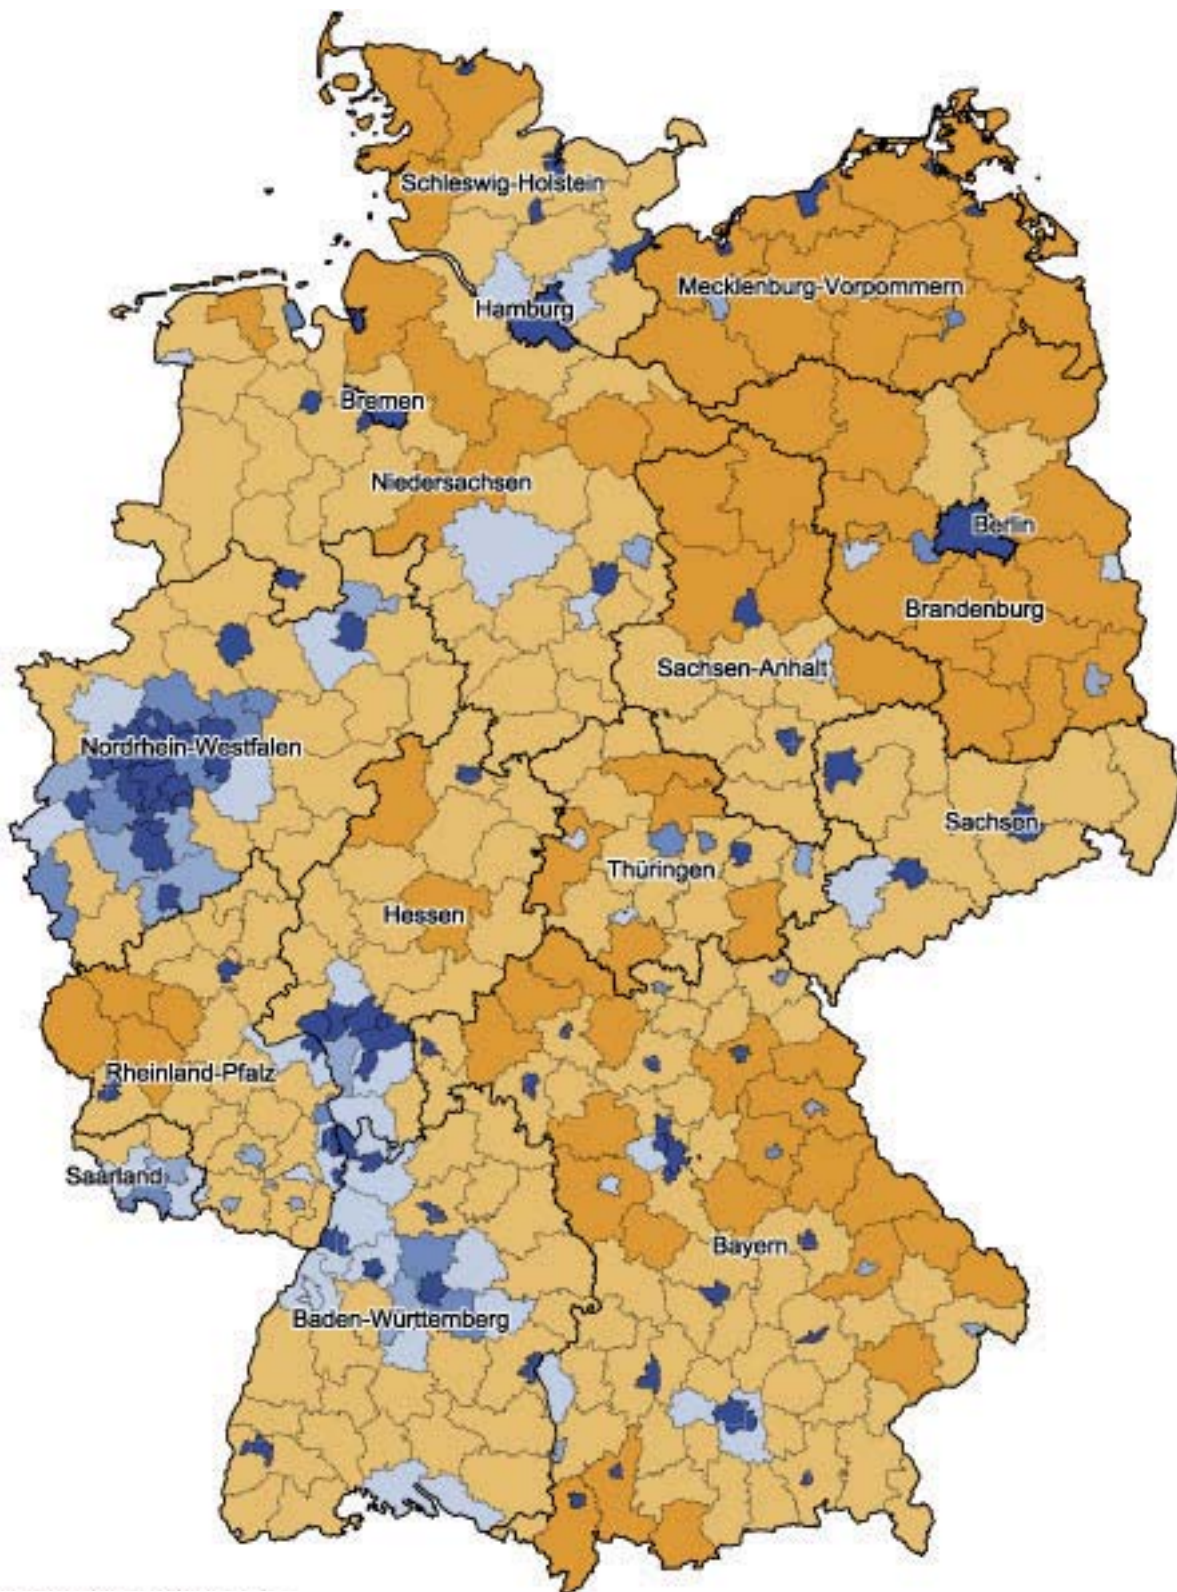 Schleswig-Holstein
Mecklenburg-Vorpommern
Hamburg
Bremen
Niedersachsen
Berlin
Brandenburg
Sachsen-Anhalt
Nordrhein-Westfalen
Sachsen
Thüringen
Hessen
Rheinland-Pfalz
Saarland
Bayern
Baden-Württemberg